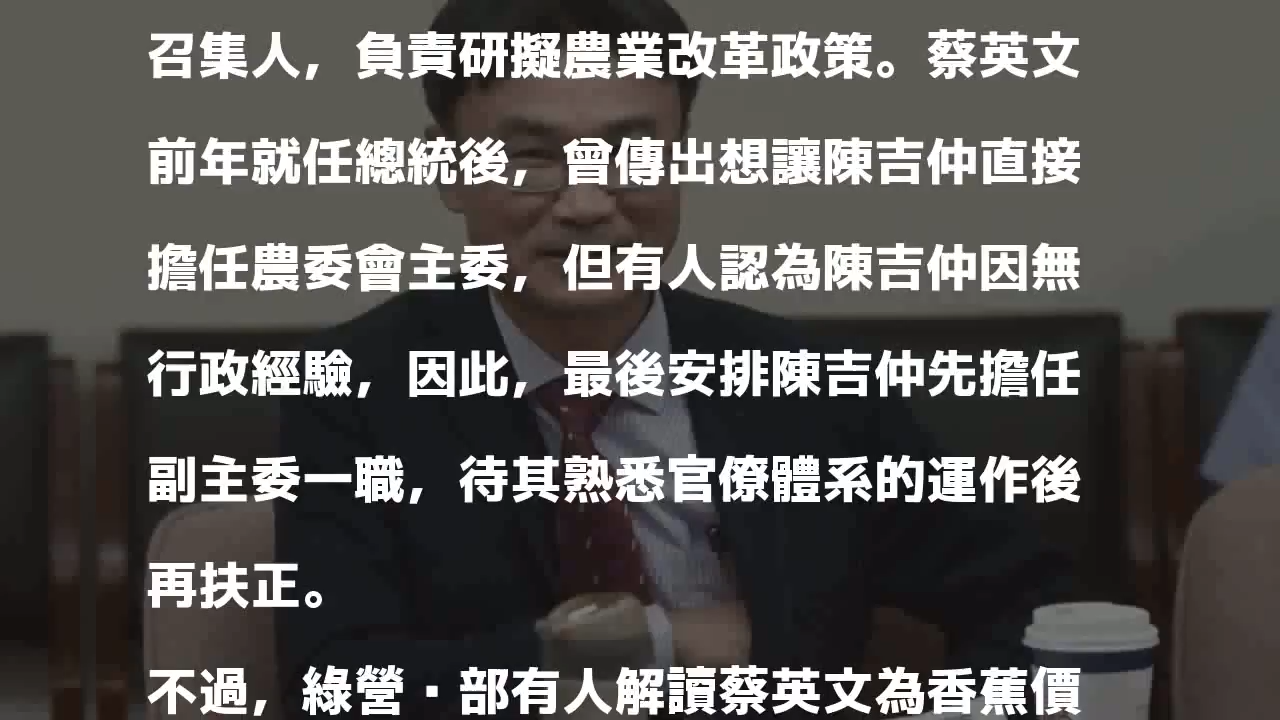 召集人，負責研擬農業改革政策。蔡英文
前年就任總統後，曾傳出想讓陳吉仲直接
擔任農委會主委，但有人認為陳吉仲因無
行政經驗，因此，最後安排陳吉仲先擔任
副主委一職，待其熟悉官僚體系的運作後
再扶正。
不過，綠營▪部有人解讀蔡英文為香蕉價